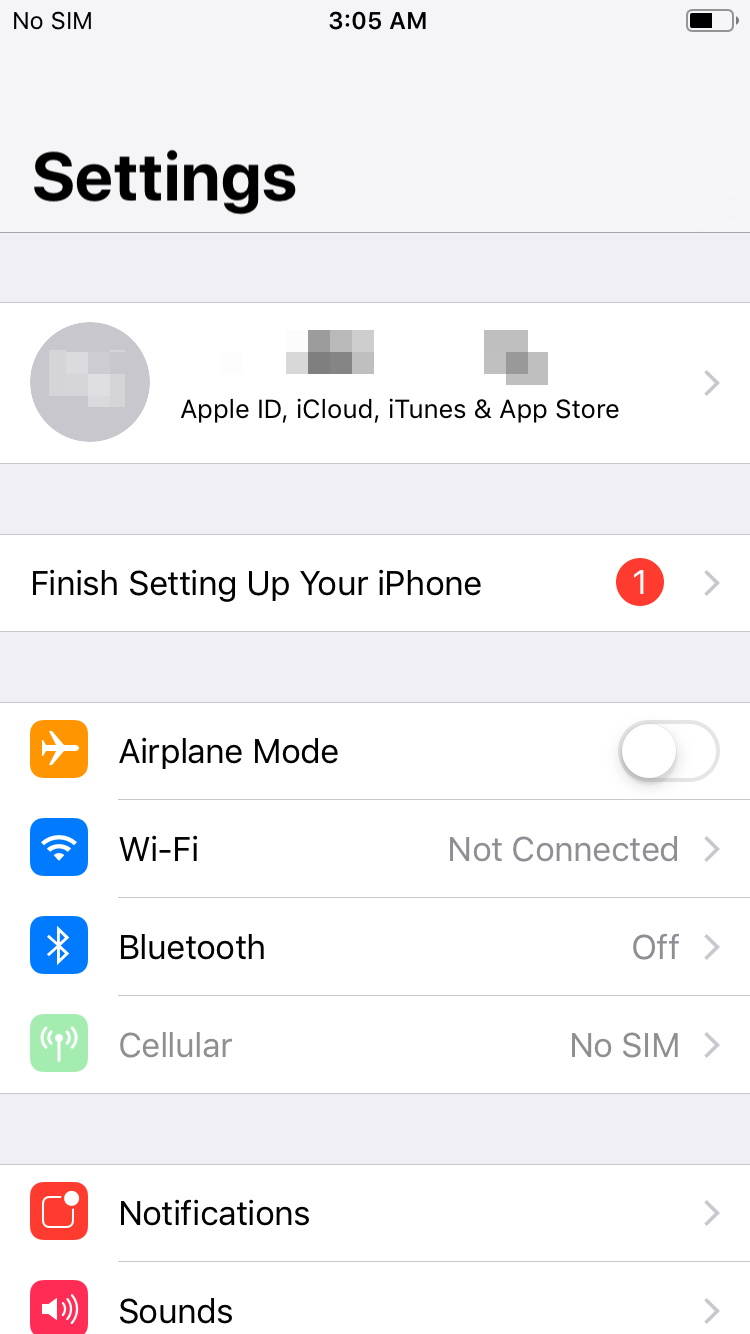 No SIM 3:05 AM
Settings
Apple ID, iCloud, iTunes & App Store
Finish Setting Up Your iPhone 1
Airplane Mode
Wi-Fi Not Connected
Bluetooth Off
Cellular No SIM
Notifications
Sounds